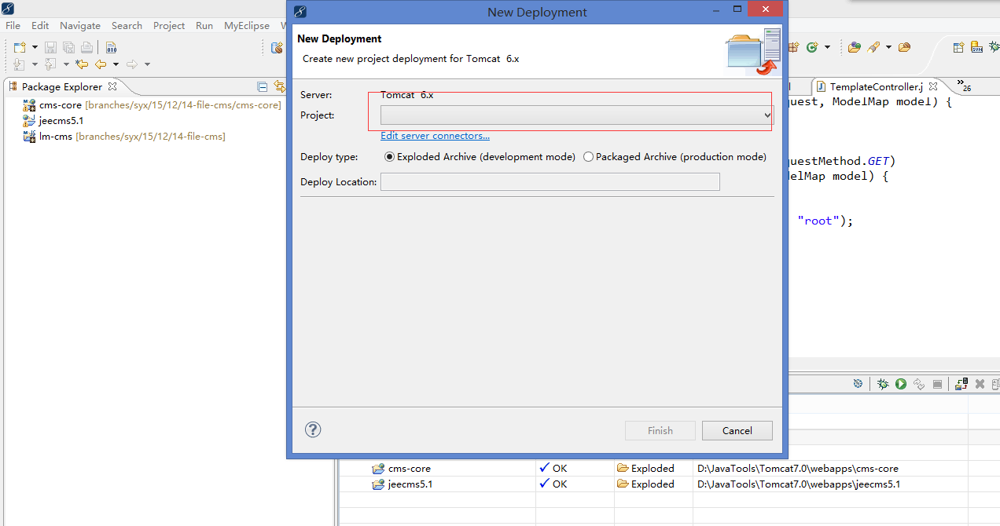 New Deployment
File Edit Navigate Search Project Run MyEclipse W
New Deployment
Create new project deployment for Tomcat 6.x
Package Explorer
TemplateController.j
26
cms-core [branches/syx/15/12/14-file-cms/cms-core]
jeecms5.1
lm-cms [branches/syx/15/12/14-file-cms]
Server: Tomcat 6.x
Project:
Edit server connectors...
Deploy type: Exploded Archive (development mode) Packaged Archive (production mode)
Deploy Location:
uest, ModelMap model) {
questMethod.GET)
delMap model) {
"root");
? Finish Cancel
cms-core OK Exploded D:\JavaTools\Tomcat7.0\webapps\cms-core
jeecms5.1 OK Exploded D:\JavaTools\Tomcat7.0\webapps\jeecms5.1